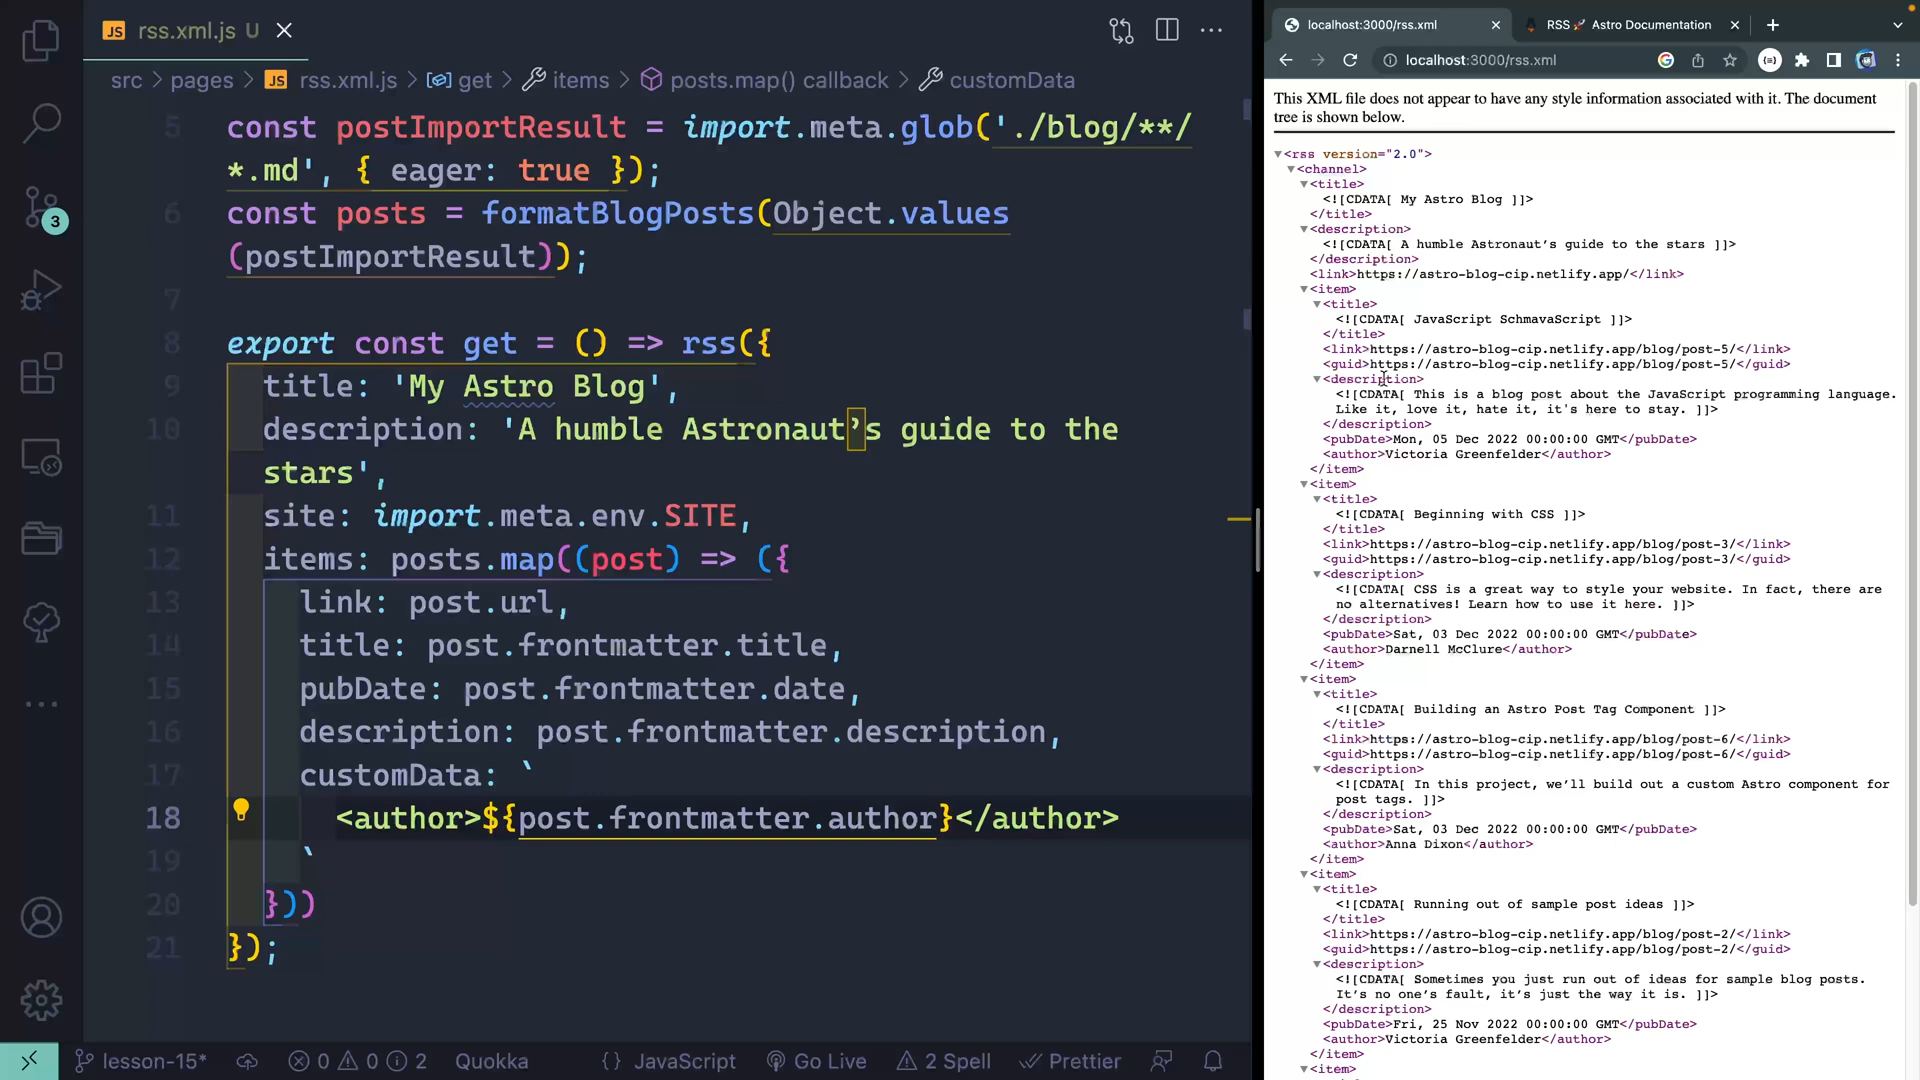 rss.xml.js U
src > pages > rss.xml.js > get > items > posts.map() callback > customData
5 const postImportResult = import.meta.glob('./blog/**/
*.md', { eager: true });
6 const posts = formatBlogPosts(Object.values
(postImportResult));
7
8 export const get = () => rss({
9 title: 'My Astro Blog',
10 description: 'A humble Astronaut’s guide to the
stars',
11 site: import.meta.env.SITE,
12 items: posts.map((post) => ({
13 link: post.url,
14 title: post.frontmatter.title,
15 pubDate: post.frontmatter.date,
16 description: post.frontmatter.description,
17 customData: `
18 <author>${post.frontmatter.author}</author>
19 `
20 }))
21 });
3
lesson-15* 0 0 2 Quokka {} JavaScript Go Live 2 Spell Prettier
localhost:3000/rss.xml RSS 🚀 Astro Documentation
localhost:3000/rss.xml
This XML file does not appear to have any style information associated with it. The document
tree is shown below.
<rss version="2.0">
<channel>
<title>
<![CDATA[ My Astro Blog ]]>
</title>
<description>
<![CDATA[ A humble Astronaut’s guide to the stars ]]>
</description>
<link>https://astro-blog-cip.netlify.app/</link>
<item>
<title>
<![CDATA[ JavaScript SchmavaScript ]]>
</title>
<link>https://astro-blog-cip.netlify.app/blog/post-5/</link>
<guid>https://astro-blog-cip.netlify.app/blog/post-5/</guid>
<description>
<![CDATA[ This is a blog post about the JavaScript programming language.
Like it, love it, hate it, it's here to stay. ]]>
</description>
<pubDate>Mon, 05 Dec 2022 00:00:00 GMT</pubDate>
<author>Victoria Greenfelder</author>
</item>
<item>
<title>
<![CDATA[ Beginning with CSS ]]>
</title>
<link>https://astro-blog-cip.netlify.app/blog/post-3/</link>
<guid>https://astro-blog-cip.netlify.app/blog/post-3/</guid>
<description>
<![CDATA[ CSS is a great way to style your website. In fact, there are
no alternatives! Learn how to use it here. ]]>
</description>
<pubDate>Sat, 03 Dec 2022 00:00:00 GMT</pubDate>
<author>Darnell McClure</author>
</item>
<item>
<title>
<![CDATA[ Building an Astro Post Tag Component ]]>
</title>
<link>https://astro-blog-cip.netlify.app/blog/post-6/</link>
<guid>https://astro-blog-cip.netlify.app/blog/post-6/</guid>
<description>
<![CDATA[ In this project, we’ll build out a custom Astro component for
post tags. ]]>
</description>
<pubDate>Sat, 03 Dec 2022 00:00:00 GMT</pubDate>
<author>Anna Dixon</author>
</item>
<item>
<title>
<![CDATA[ Running out of sample post ideas ]]>
</title>
<link>https://astro-blog-cip.netlify.app/blog/post-2/</link>
<guid>https://astro-blog-cip.netlify.app/blog/post-2/</guid>
<description>
<![CDATA[ Sometimes you just run out of ideas for sample blog posts.
It’s no one’s fault, it’s just the way it is. ]]>
</description>
<pubDate>Fri, 25 Nov 2022 00:00:00 GMT</pubDate>
<author>Victoria Greenfelder</author>
</item>
<item>